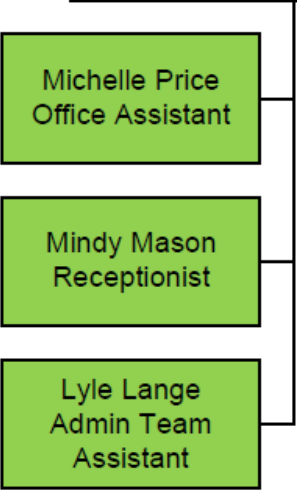 Michelle Price
Office Assistant
Mindy Mason
Receptionist
Lyle Lange
Admin Team
Assistant